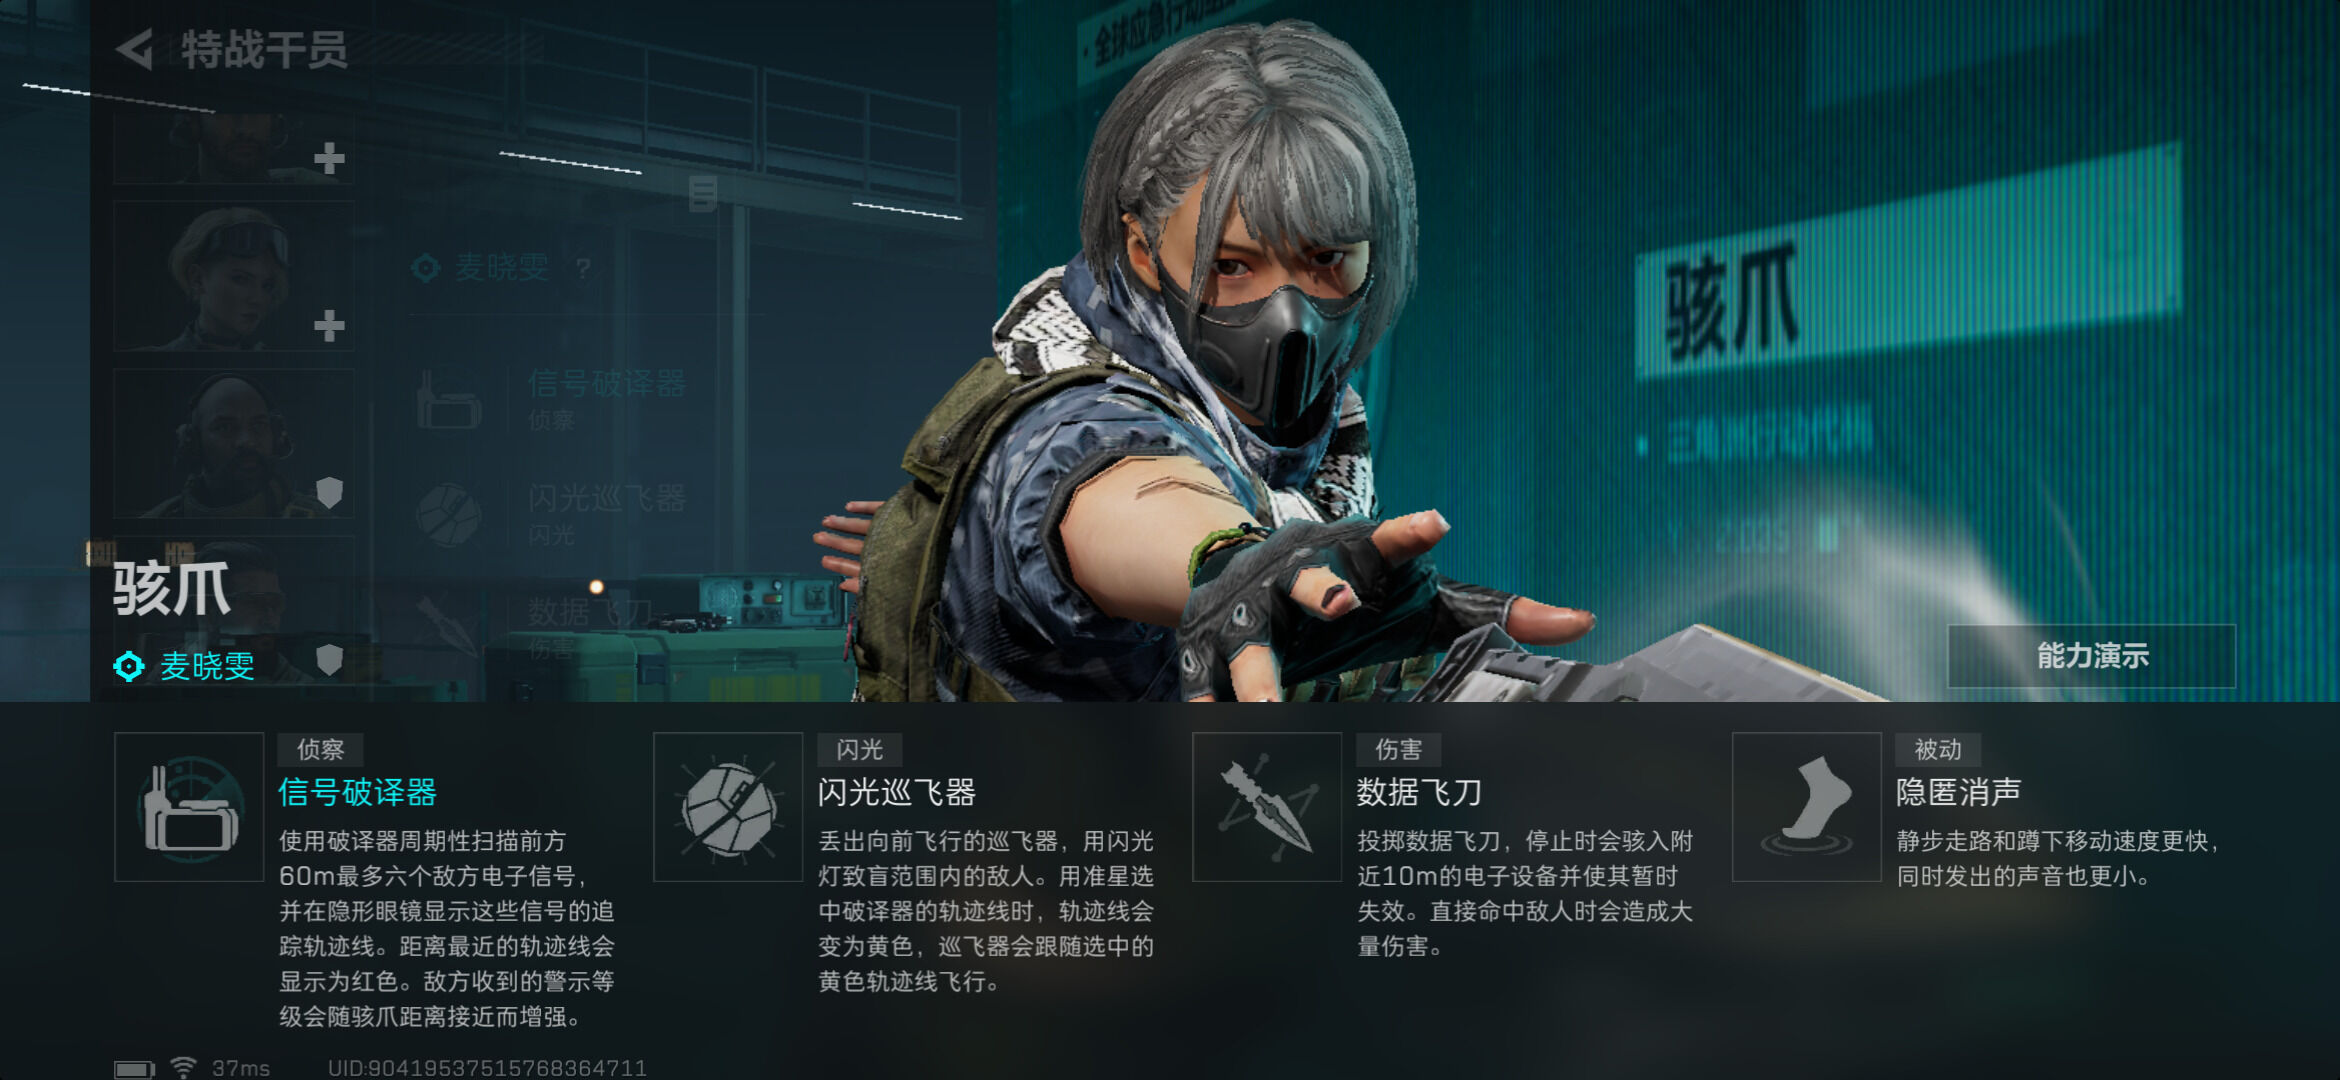 特战干员
全球应急行动
麦晓雯 ?
信号破译器
侦察
闪光巡飞器
闪光
数据飞刀
伤害
骇爪
骇爪
麦晓雯
能力演示
侦察
信号破译器
使用破译器周期性扫描前方
60m最多六个敌方电子信号，
并在隐形眼镜显示这些信号的追
踪轨迹线。距离最近的轨迹线会
显示为红色。敌方收到的警示等
级会随骇爪距离接近而增强。
闪光
闪光巡飞器
丢出向前飞行的巡飞器，用闪光
灯致盲范围内的敌人。用准星选
中破译器的轨迹线时，轨迹线会
变为黄色，巡飞器会跟随选中的
黄色轨迹线飞行。
伤害
数据飞刀
投掷数据飞刀，停止时会骇入附
近10m的电子设备并使其暂时
失效。直接命中敌人时会造成大
量伤害。
被动
隐匿消声
静步走路和蹲下移动速度更快，
同时发出的声音也更小。
37ms
UID:904195375157683647​11